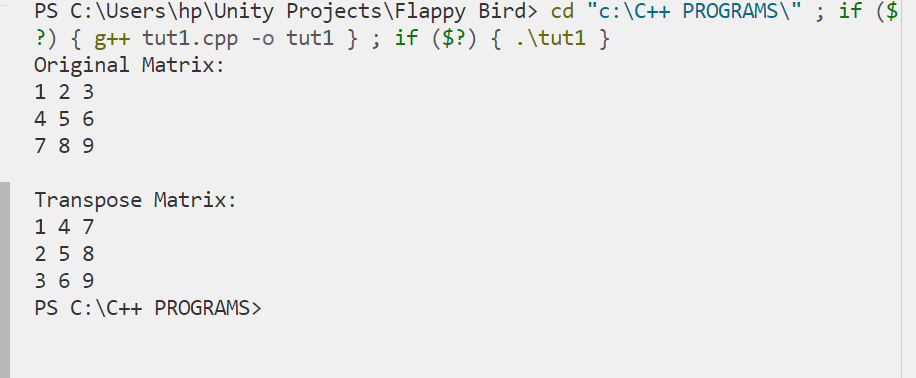 PS C:\Users\hp\Unity Projects\Flappy Bird> cd "c:\C++ PROGRAMS\" ; if ($
?) { g++ tut1.cpp -o tut1 } ; if ($?) { .\tut1 }
Original Matrix:
1 2 3
4 5 6
7 8 9
Transpose Matrix:
1 4 7
2 5 8
3 6 9
PS C:\C++ PROGRAMS>